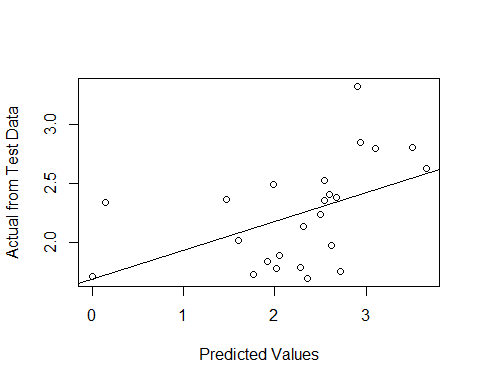 Actual from Test Data
3.0
2.5
2.0
0 1 2 3
Predicted Values